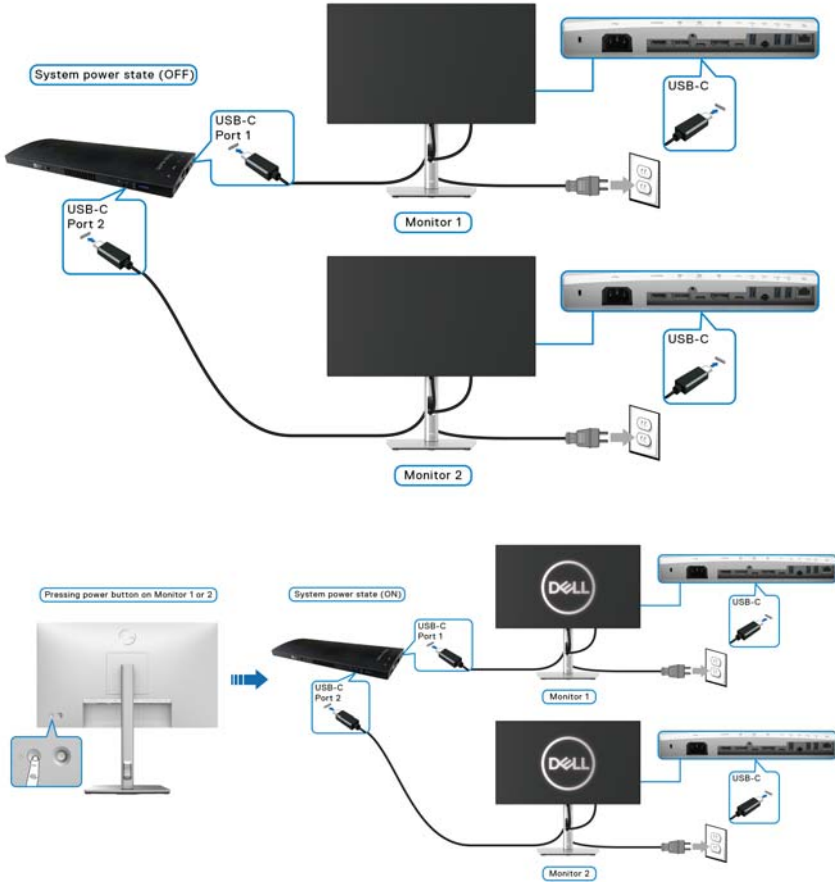 System power state (OFF)
USB-C
Port 1
USB-C
Monitor 1
USB-C
Port 2
USB-C
Monitor 2
Pressing power button on Monitor 1 or 2
System power state (ON)
DELL
USB-C
USB-C
Port 1
USB-C
Port 2
Monitor 1
DELL
USB-C
Monitor 2